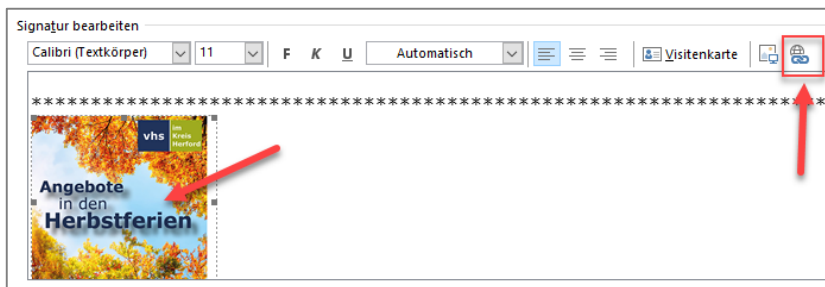 Signatur bearbeiten
Calibri (Textkörper) 11 F K U Automatisch Visitenkarte
********************************************************************
vhs im Kreis Herford
Angebote
in den
Herbstferien